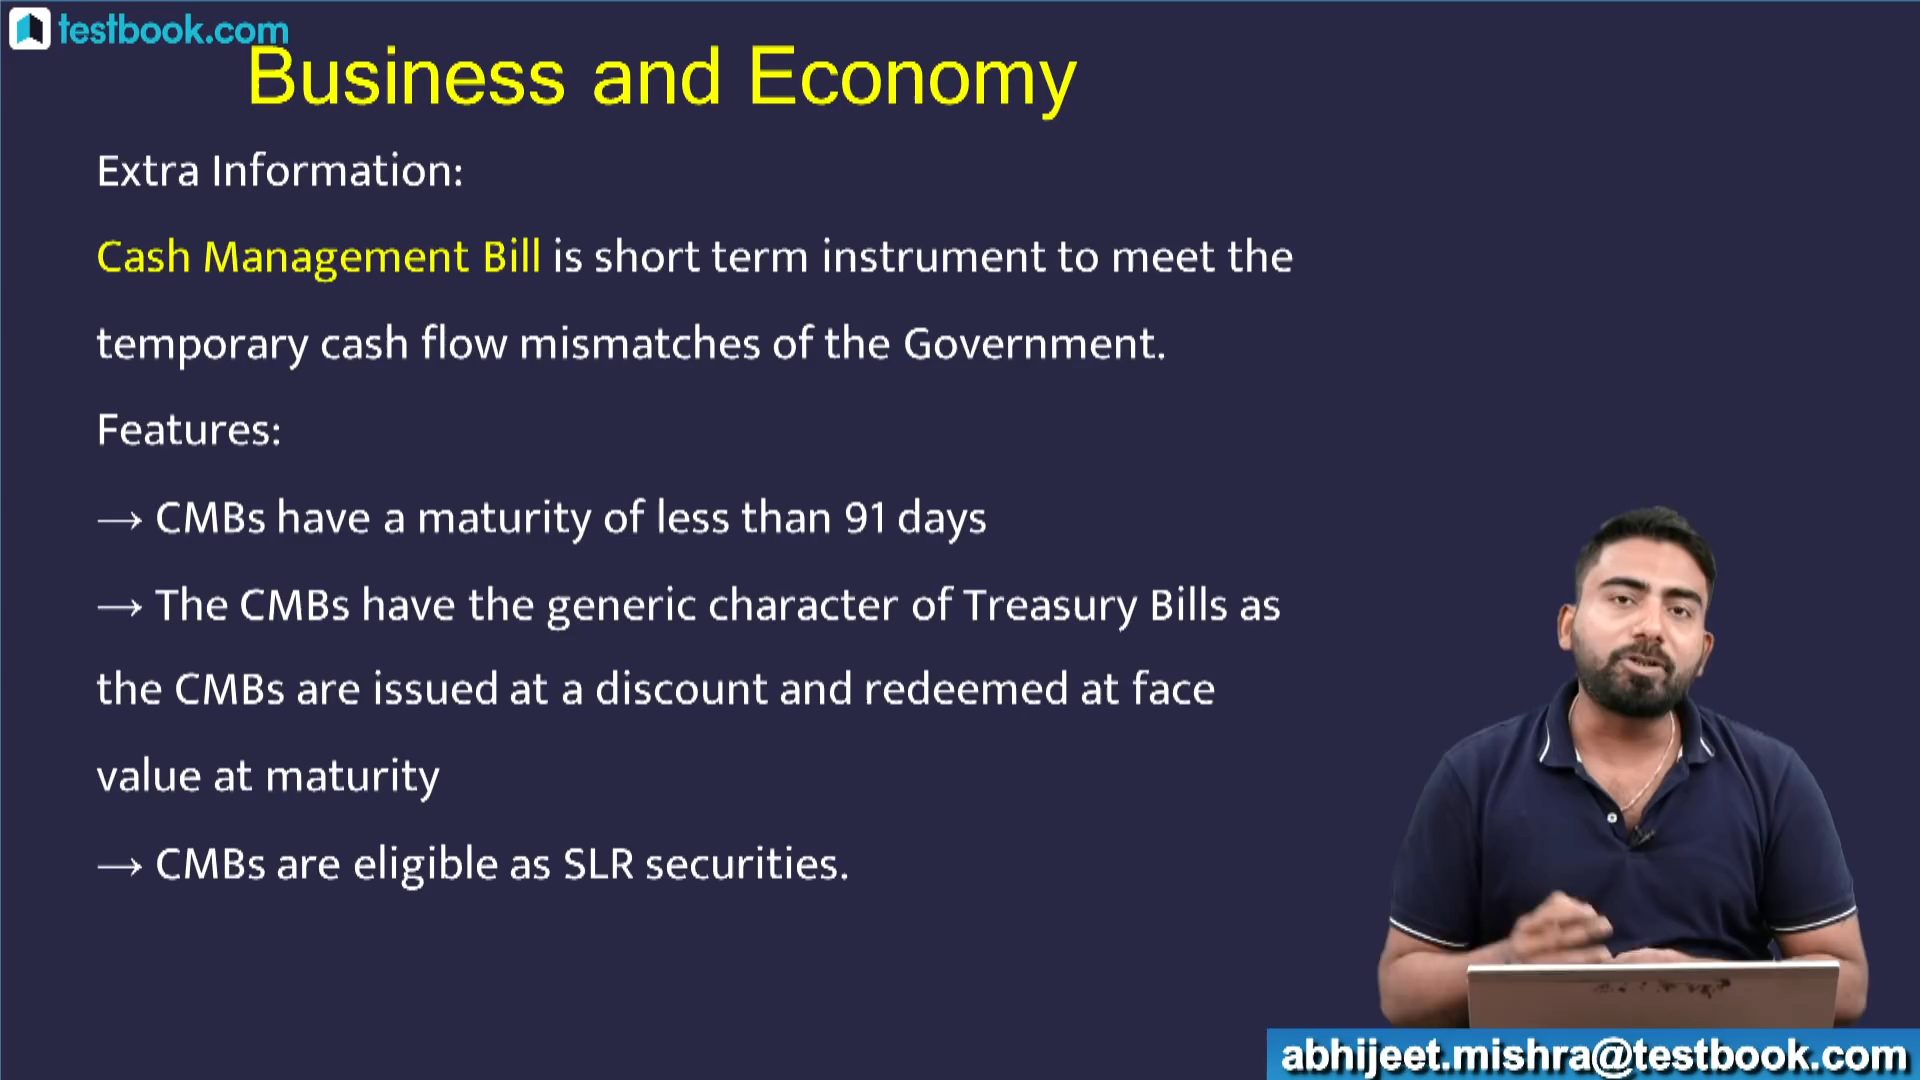 testbook.com
Business and Economy
Extra Information:
Cash Management Bill is short term instrument to meet the
temporary cash flow mismatches of the Government.
Features:
→ CMBs have a maturity of less than 91 days
→ The CMBs have the generic character of Treasury Bills as
the CMBs are issued at a discount and redeemed at face
value at maturity
→ CMBs are eligible as SLR securities.
abhijeet.mishra@testbook.com